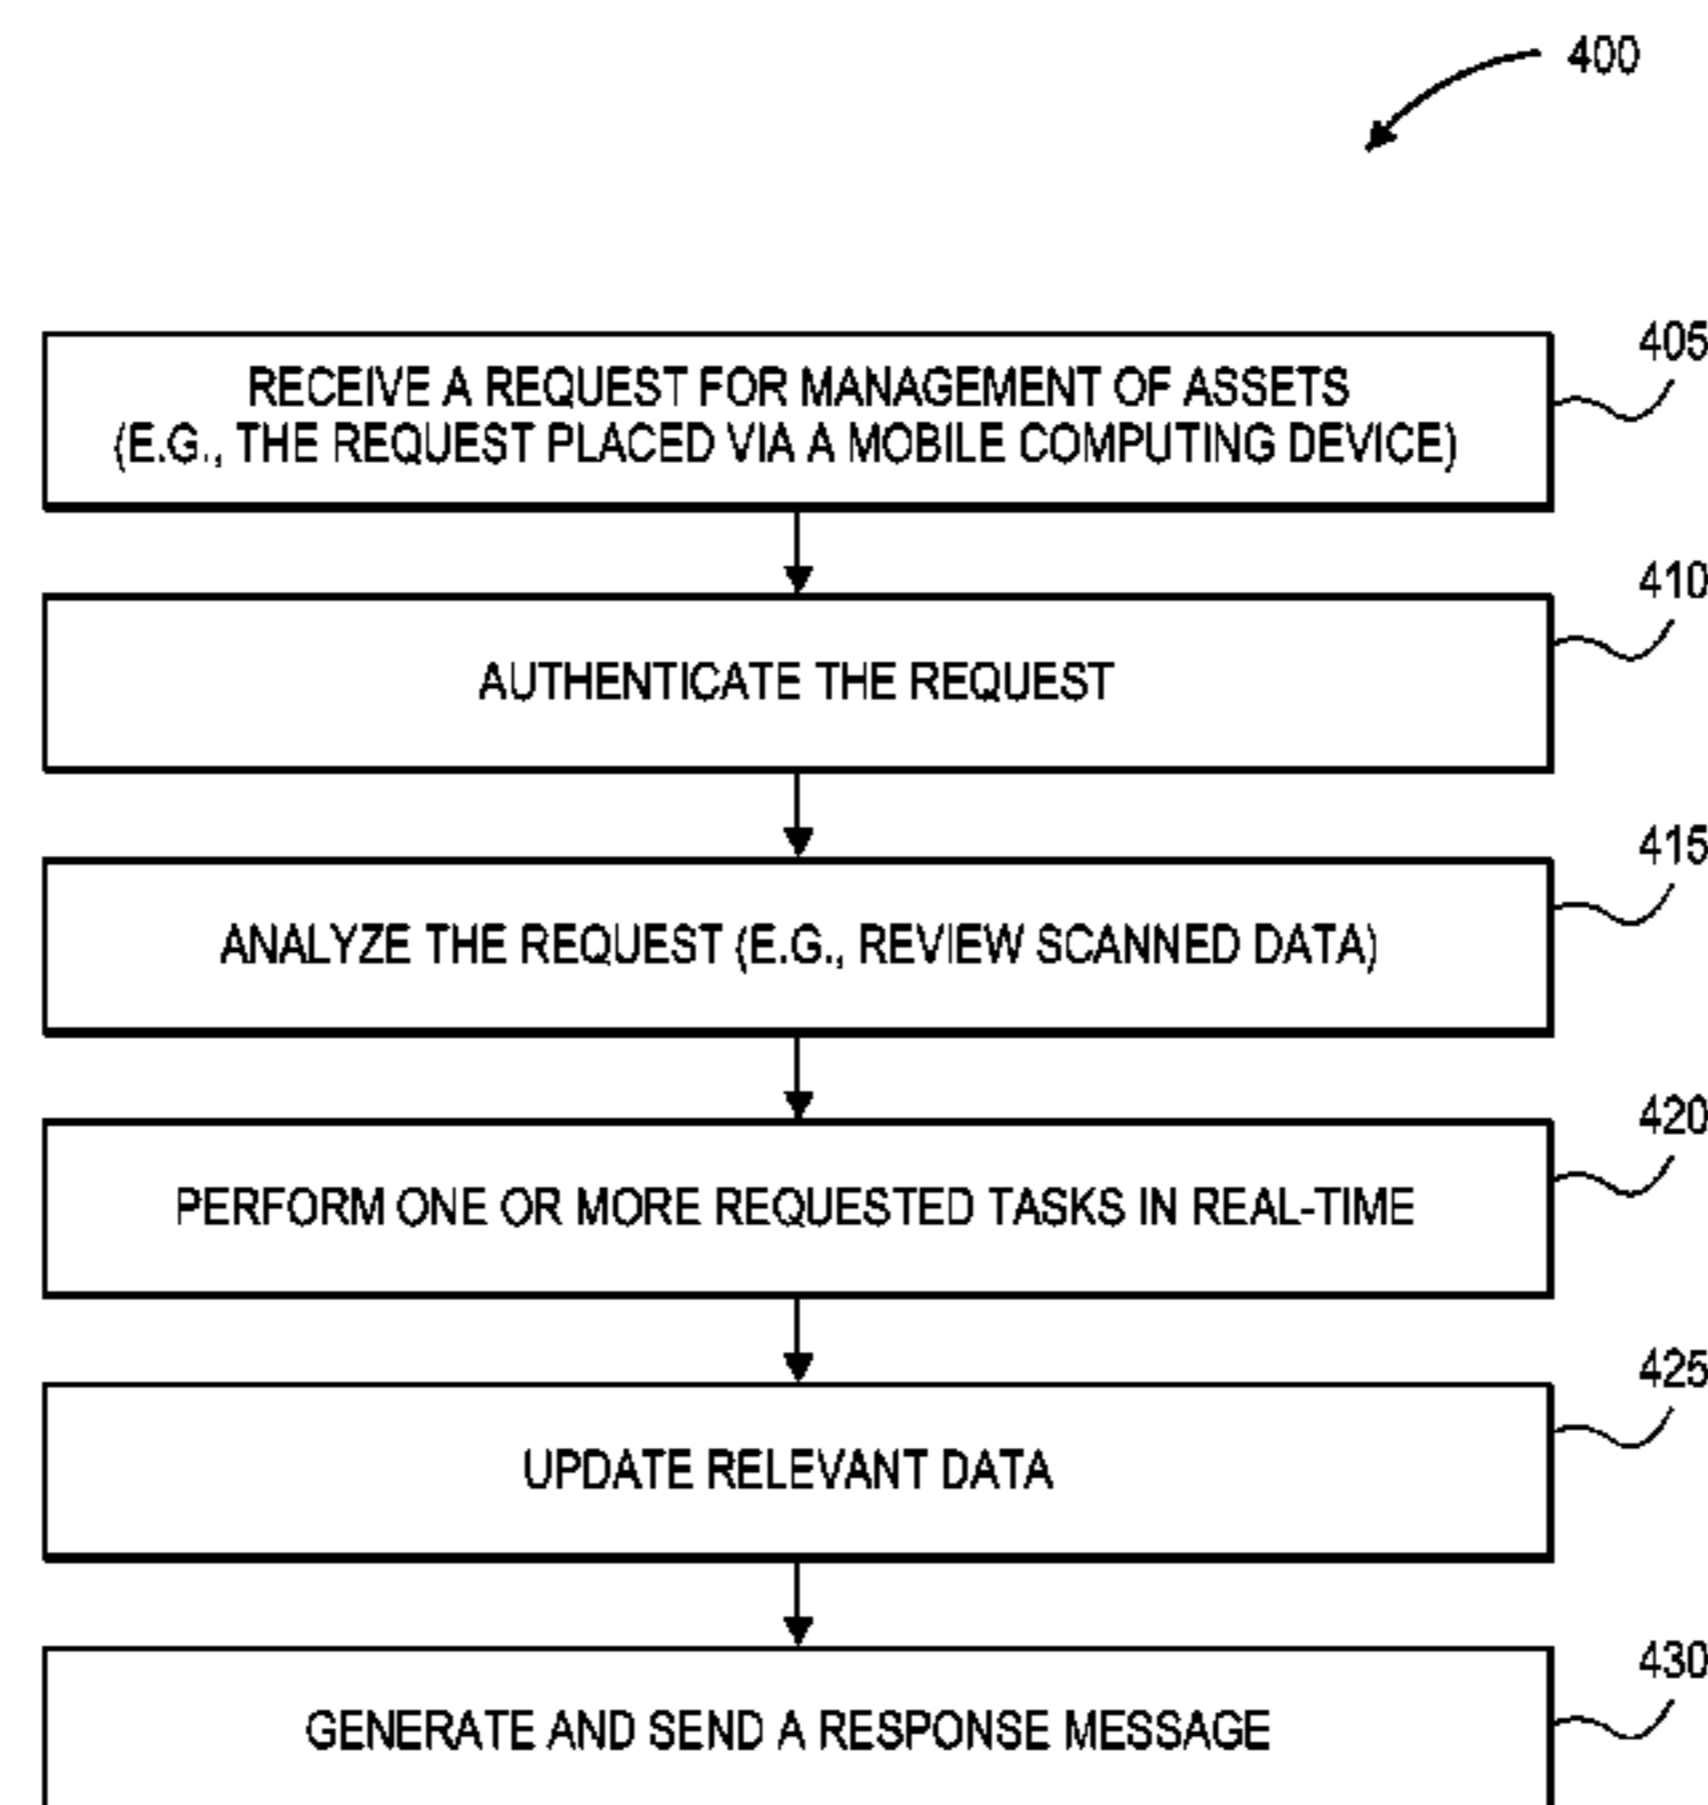 400
405
RECEIVE A REQUEST FOR MANAGEMENT OF ASSETS
(E.G., THE REQUEST PLACED VIA A MOBILE COMPUTING DEVICE)
410
AUTHENTICATE THE REQUEST
415
ANALYZE THE REQUEST (E.G., REVIEW SCANNED DATA)
420
PERFORM ONE OR MORE REQUESTED TASKS IN REAL-TIME
425
UPDATE RELEVANT DATA
430
GENERATE AND SEND A RESPONSE MESSAGE